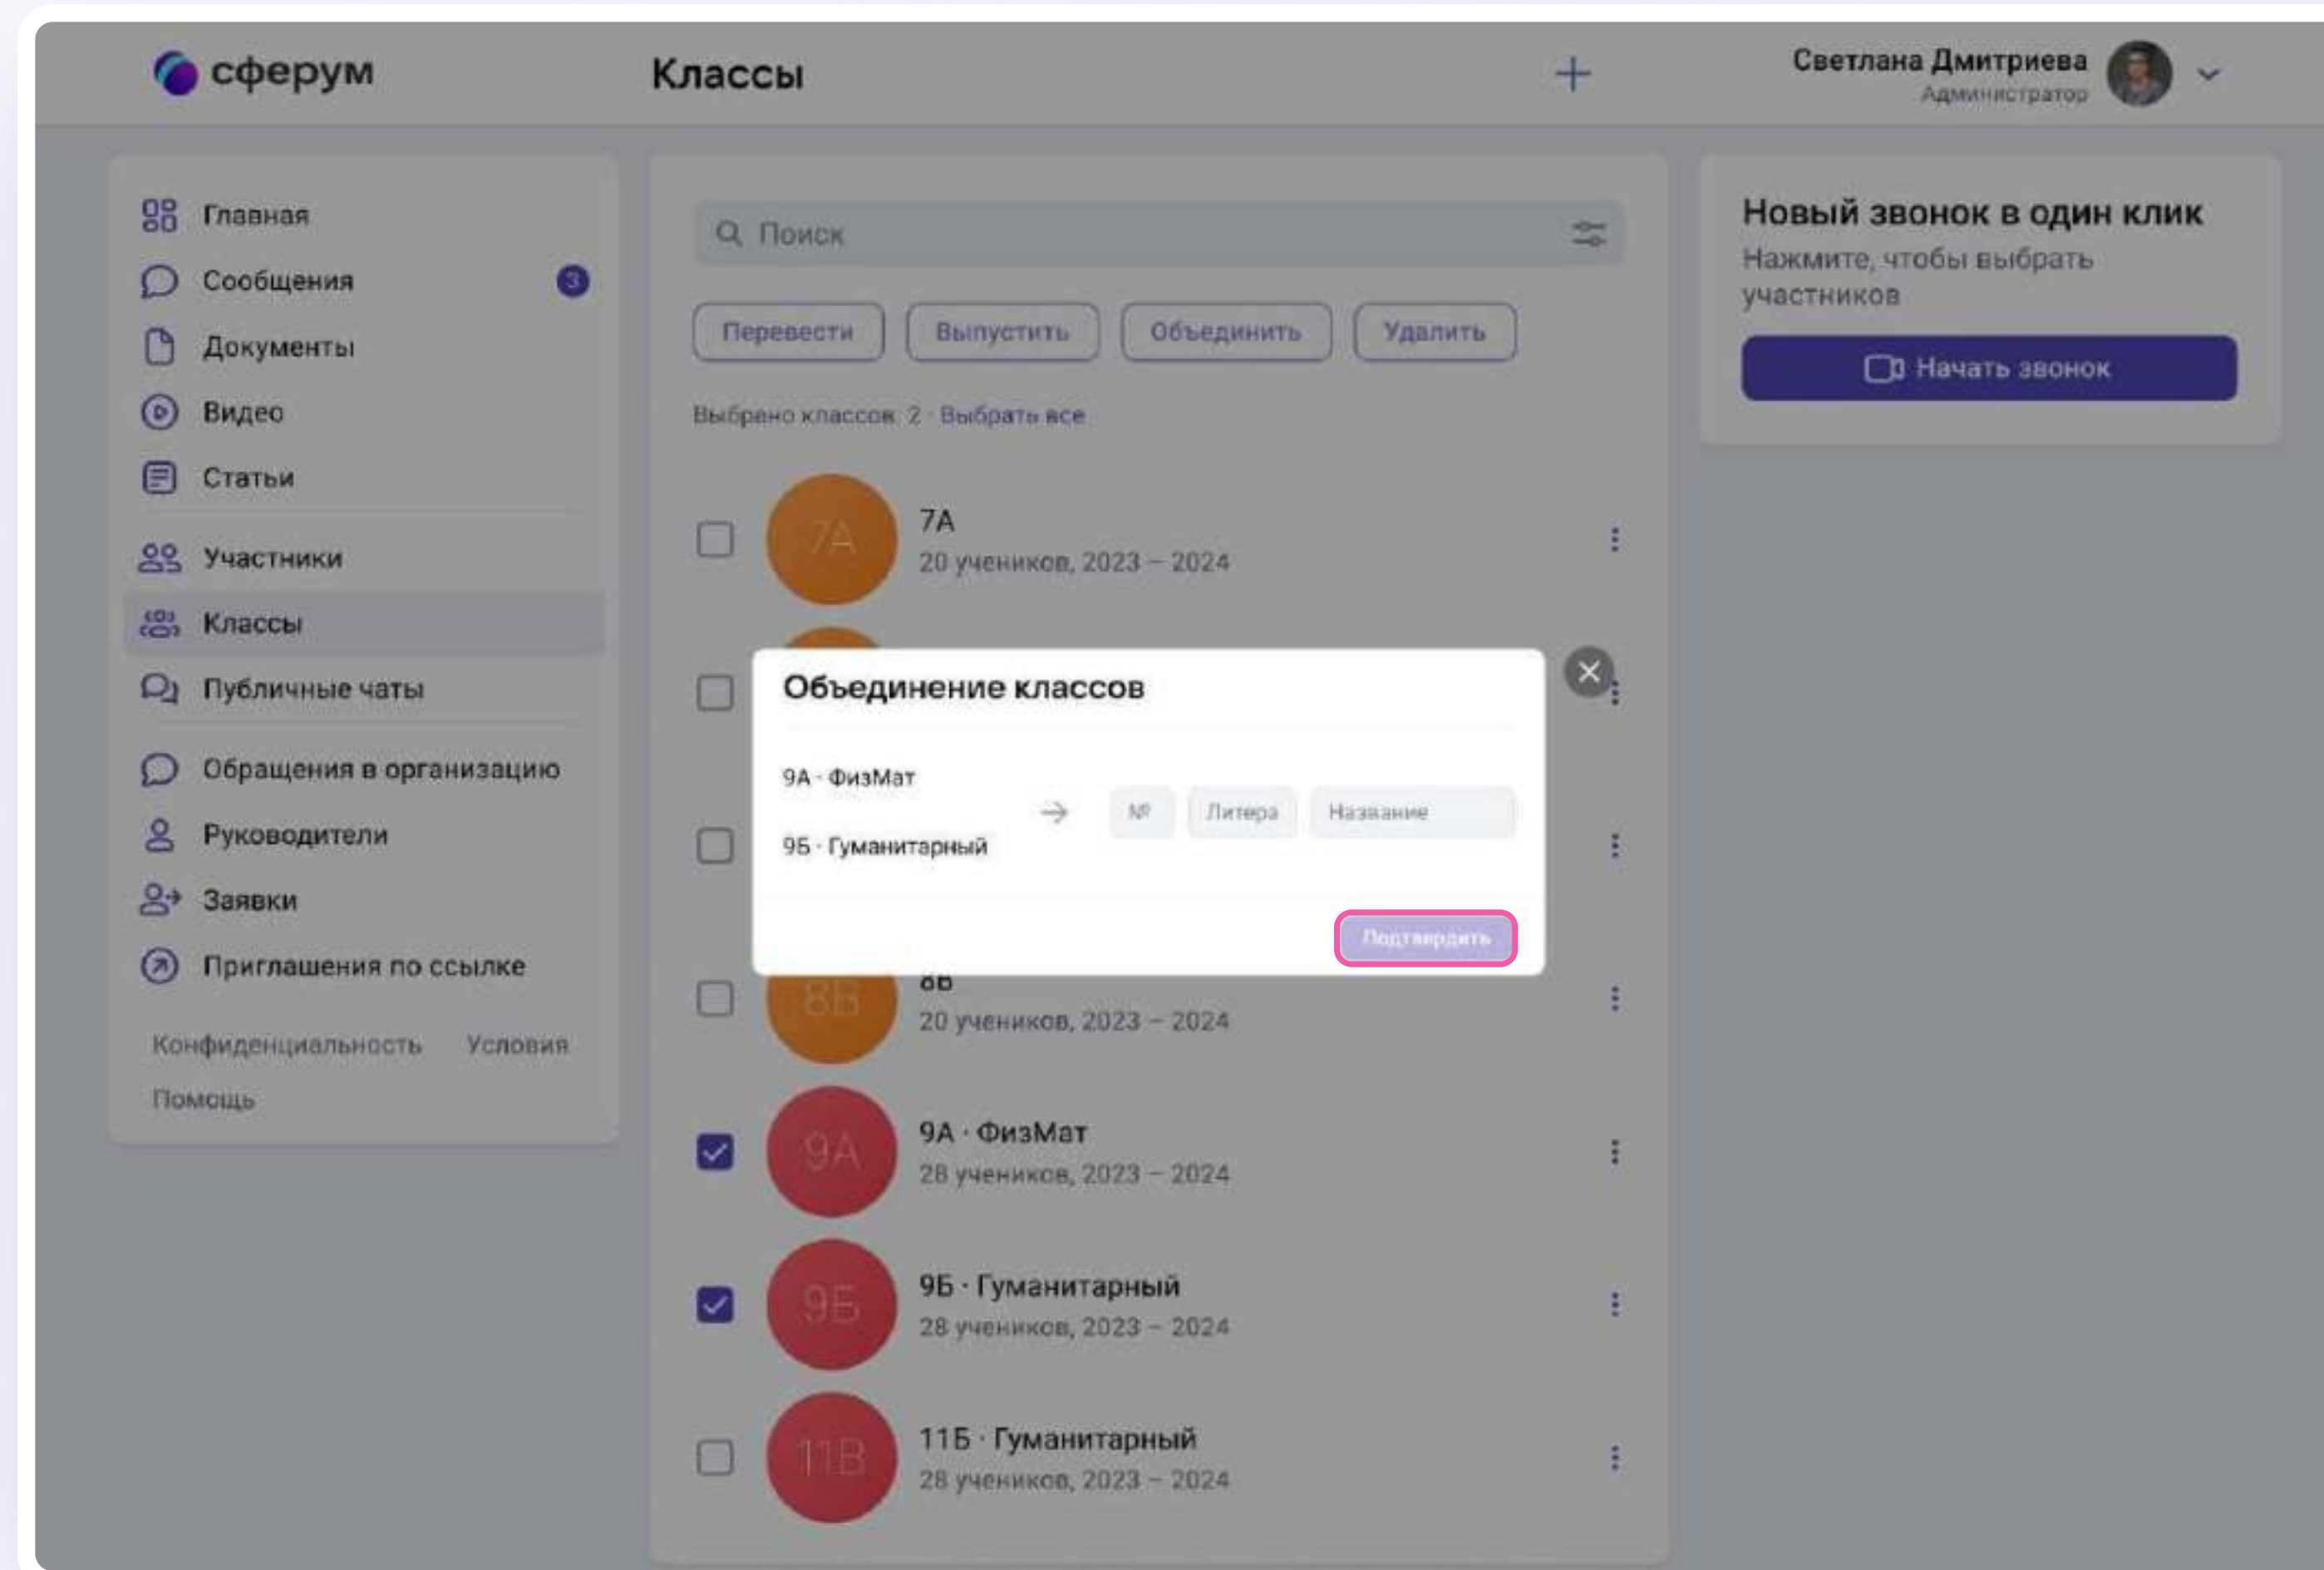 сферум
Классы
Светлана Дмитриева
Администратор
Главная
Сообщения
3
Документы
Видео
Статьи
Участники
Классы
Публичные чаты
Обращения в организацию
Руководители
Заявки
Приглашения по ссылке
Конфиденциальность Условия
Помощь
Поиск
Перевести Выпустить Объединить Удалить
Выбрано классов: 2 · Выбрать все
7А
7А
20 учеников, 2023 – 2024
Объединение классов
9А · ФизМат
9Б · Гуманитарный
№ Литера Название
Подтвердить
8В
8В
20 учеников, 2023 – 2024
9А
9А · ФизМат
28 учеников, 2023 – 2024
9Б
9Б · Гуманитарный
28 учеников, 2023 – 2024
11В
11Б · Гуманитарный
28 учеников, 2023 – 2024
Новый звонок в один клик
Нажмите, чтобы выбрать
участников
Начать звонок